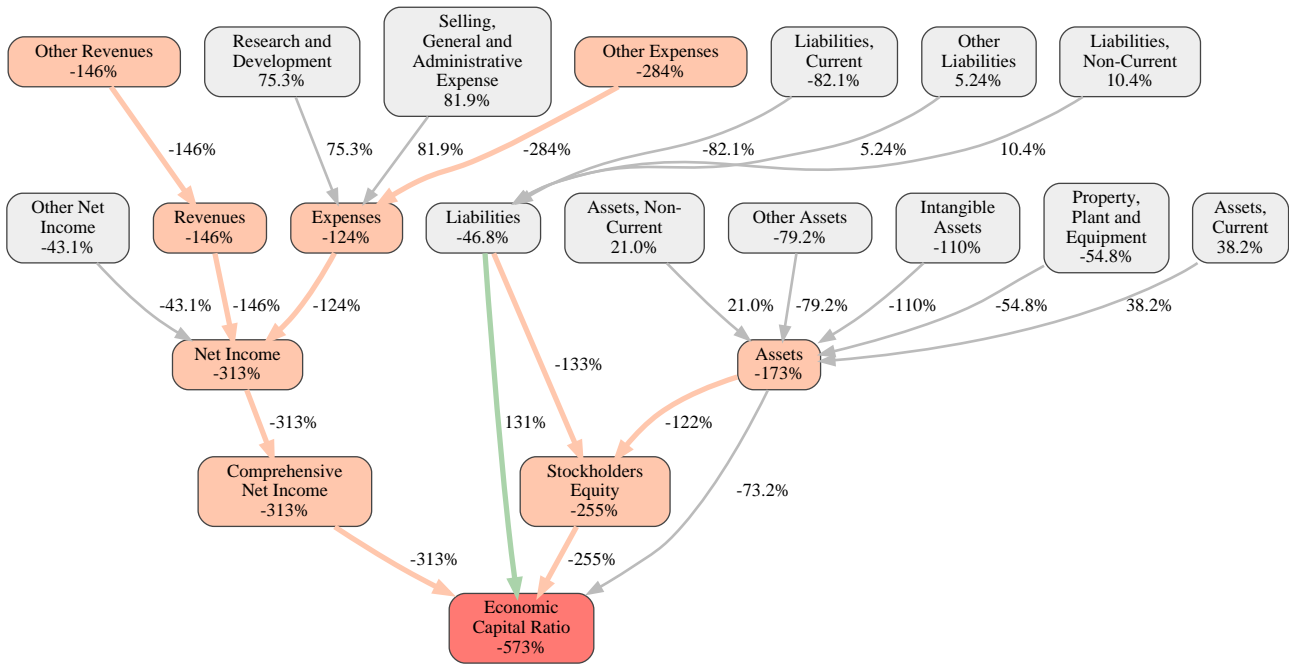 Other Revenues
-146%
Research and
Development
75.3%
Selling,
General and
Administrative
Expense
81.9%
Other Expenses
-284%
Liabilities,
Current
-82.1%
Other
Liabilities
5.24%
Liabilities,
Non-Current
10.4%
-146%
75.3%
81.9%
-284%
-82.1%
5.24%
10.4%
Other Net
Income
-43.1%
Revenues
-146%
Expenses
-124%
Liabilities
-46.8%
Assets, Non-
Current
21.0%
Other Assets
-79.2%
Intangible
Assets
-110%
Property,
Plant and
Equipment
-54.8%
Assets,
Current
38.2%
-43.1%
-146%
-124%
21.0%
-79.2%
-110%
-54.8%
38.2%
Net Income
-313%
Assets
-173%
-133%
-313%
131%
-122%
Comprehensive
Net Income
-313%
Stockholders
Equity
-255%
-73.2%
-313%
-255%
Economic
Capital Ratio
-573%